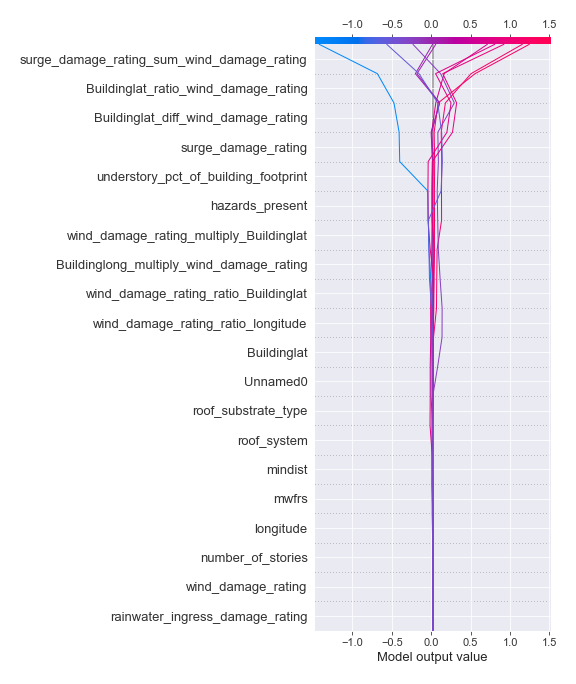 −1.0 −0.5 0.0 0.5 1.0 1.5
surge_damage_rating_sum_wind_damage_rating
Buildinglat_ratio_wind_damage_rating
Buildinglat_diff_wind_damage_rating
surge_damage_rating
understory_pct_of_building_footprint
hazards_present
wind_damage_rating_multiply_Buildinglat
Buildinglong_multiply_wind_damage_rating
wind_damage_rating_ratio_Buildinglat
wind_damage_rating_ratio_longitude
Buildinglat
Unnamed0
roof_substrate_type
roof_system
mindist
mwfrs
longitude
number_of_stories
wind_damage_rating
rainwater_ingress_damage_rating
−1.0 −0.5 0.0 0.5 1.0 1.5
Model output value